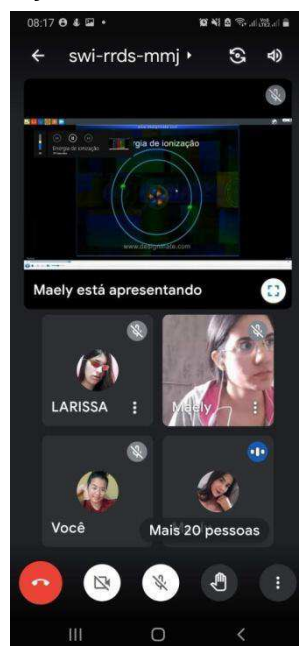 08:17
swi-rrds-mmj
Energia de ionização
rgia de ionização
www.designmate.com
Maely está apresentando
LARISSA
Maely
Você
Mais 20 pessoas